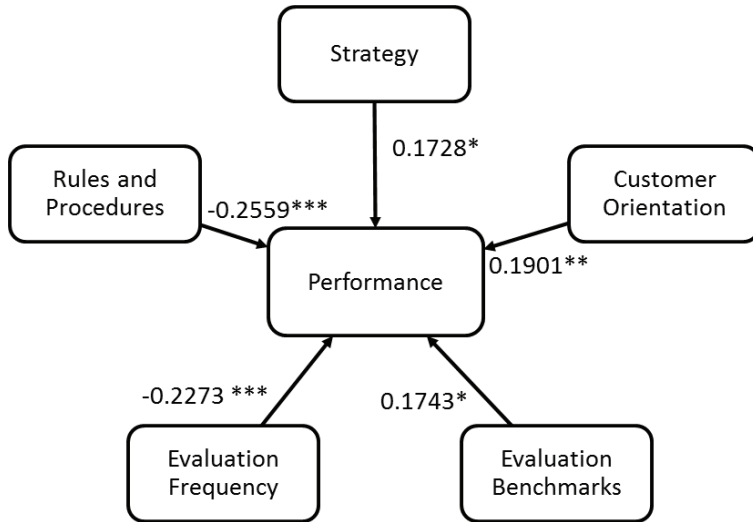 Strategy
0.1728*
Rules and
Procedures
Customer
Orientation
-0.2559***
Performance
0.1901**
-0.2273 ***
0.1743*
Evaluation
Frequency
Evaluation
Benchmarks